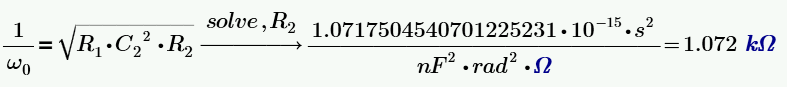 1/ω₀ = √(R₁·C₂²·R₂) solve,R₂ → 1.0717504540701225231·10⁻¹⁵·s² / nF²·rad²·Ω = 1.072 kΩ